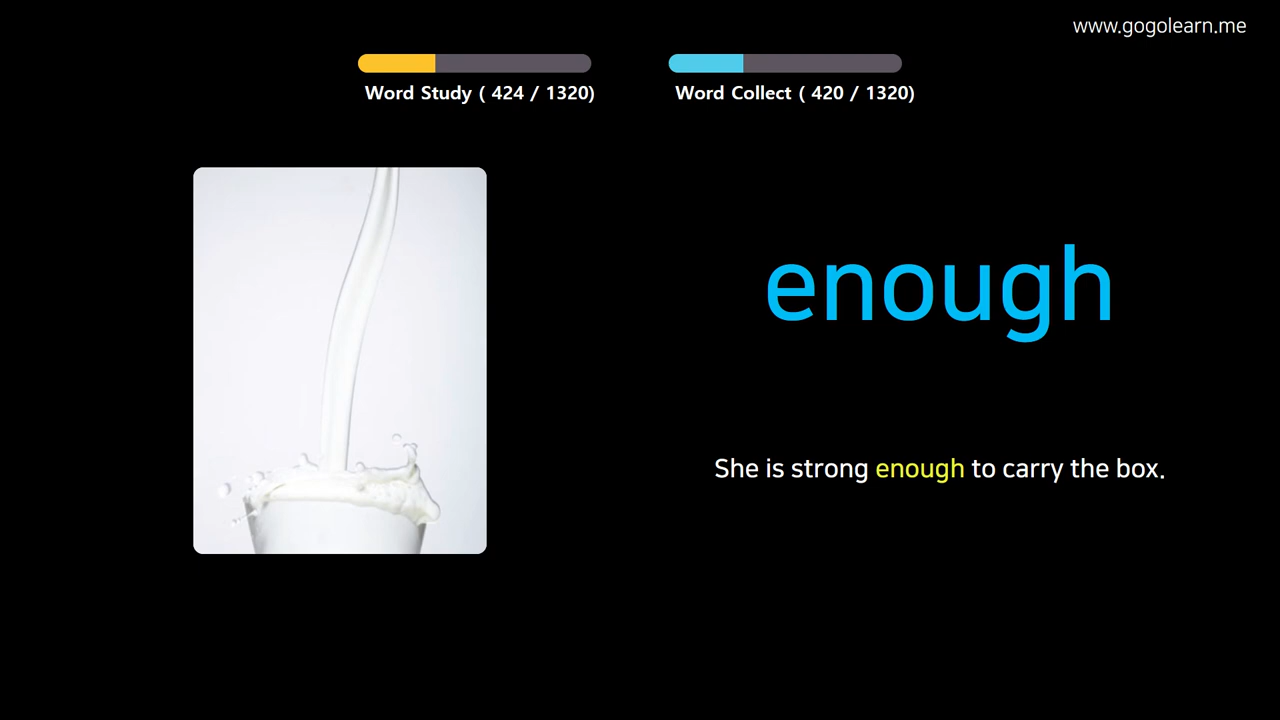 www.gogolearn.me
Word Study ( 424 / 1320)
Word Collect ( 420 / 1320)
enough
She is strong enough to carry the box.